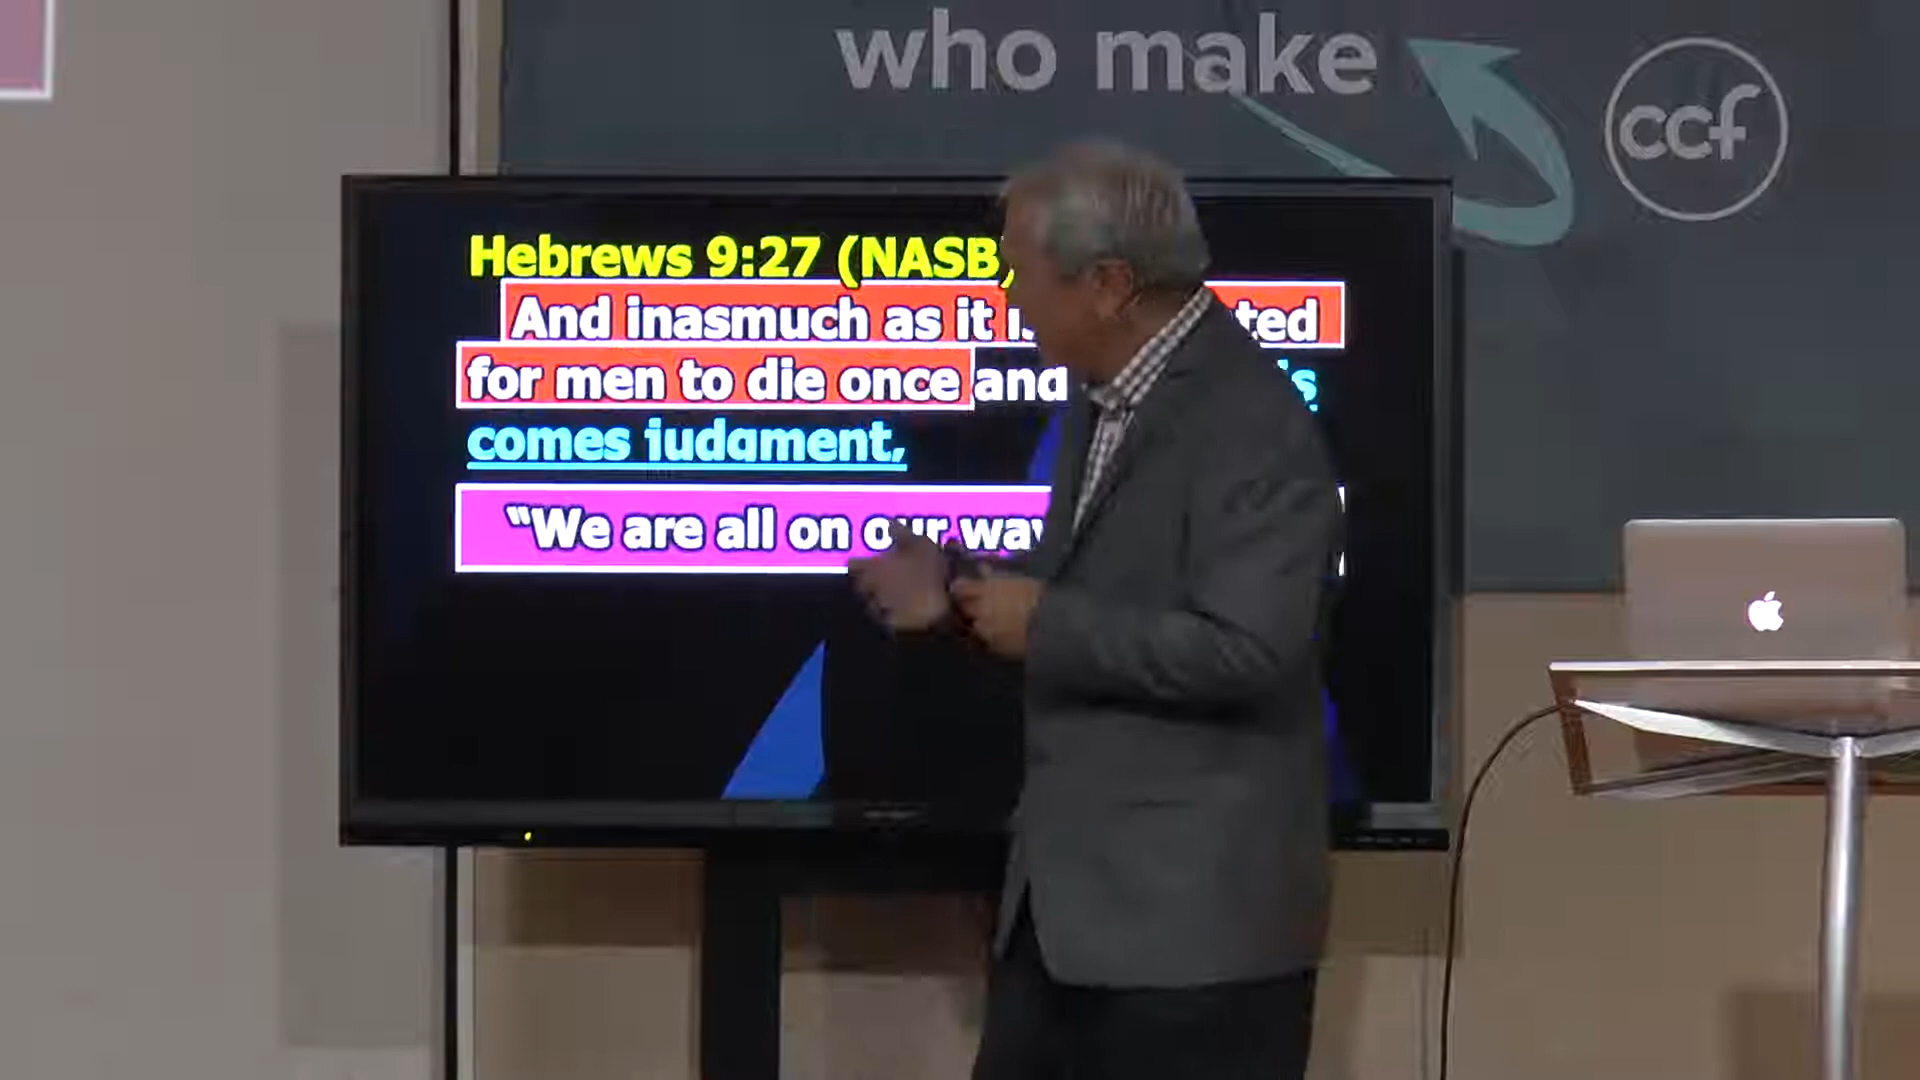 who make
ccf
Hebrews 9:27 (NASB)
And inasmuch as it
for men to die once and
comes judgment,
“We are all on our way